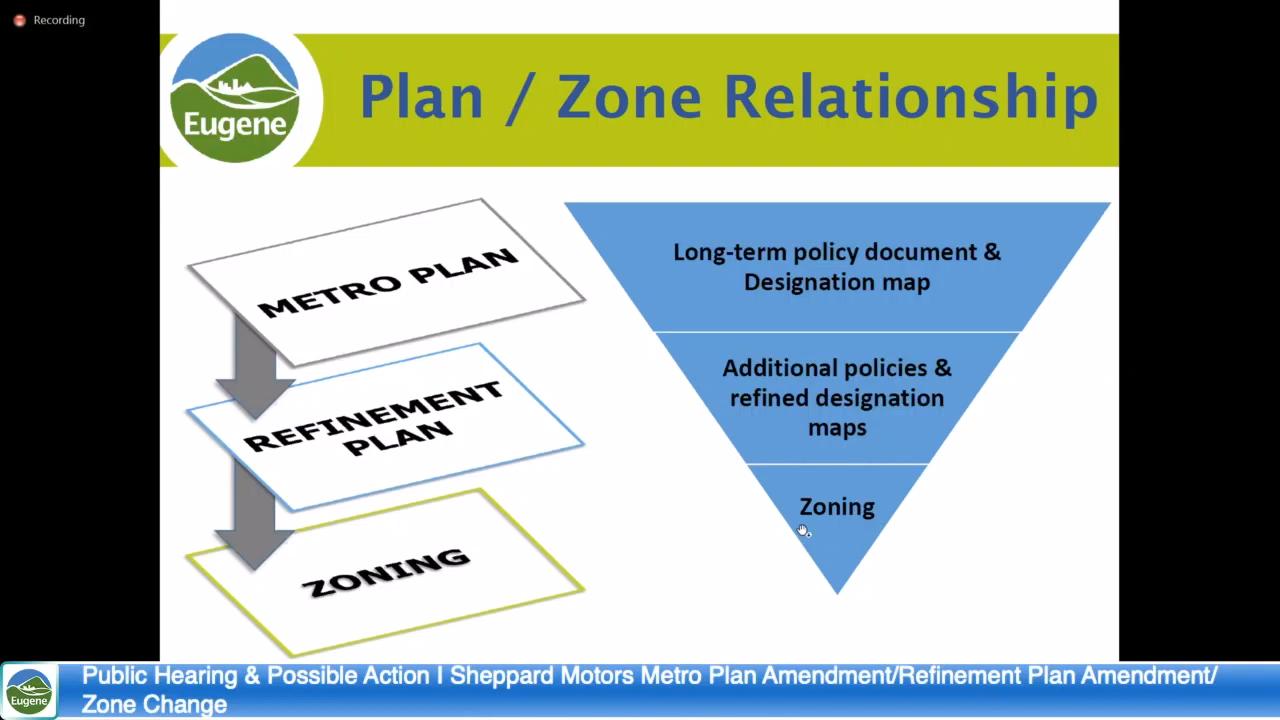 Recording
Eugene
Plan / Zone Relationship
METRO PLAN
REFINEMENT
PLAN
ZONING
Long-term policy document &
Designation map
Additional policies &
refined designation
maps
Zoning
Eugene
Public Hearing & Possible Action I Sheppard Motors Metro Plan Amendment/Refinement Plan Amendment/
Zone Change